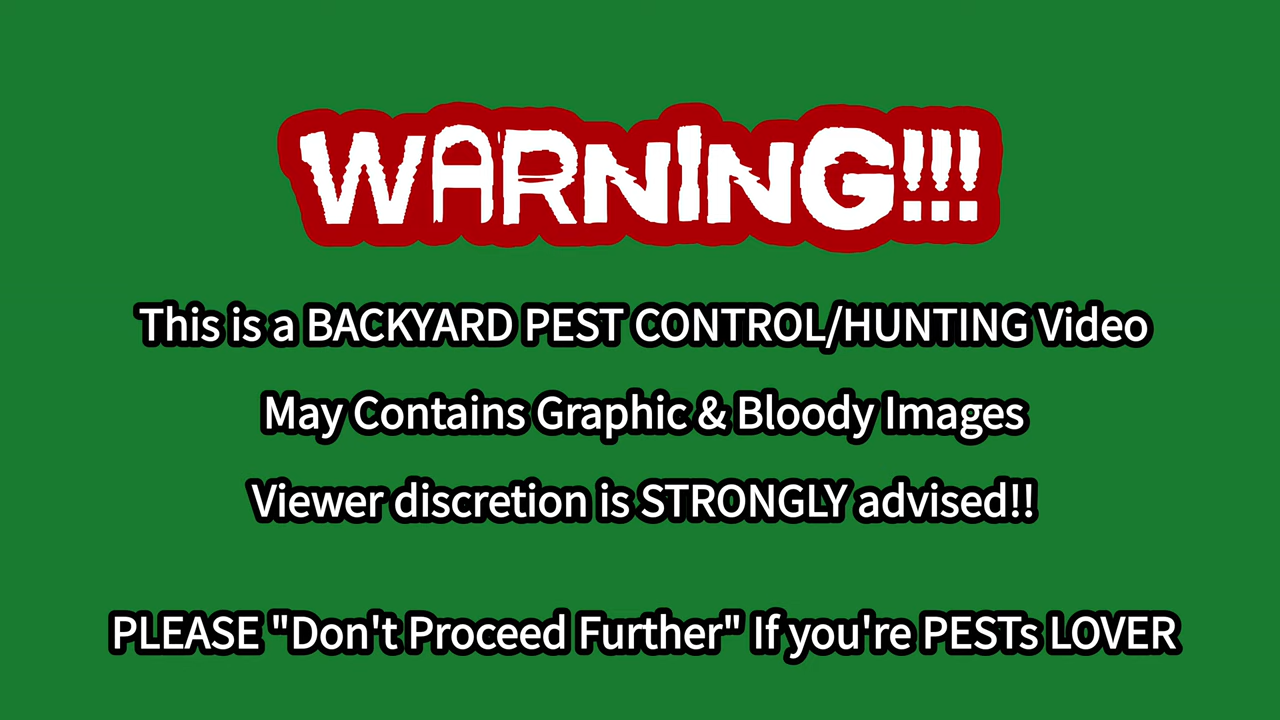 WARNING!!!
This is a BACKYARD PEST CONTROL/HUNTING Video
May Contains Graphic & Bloody Images
Viewer discretion is STRONGLY advised!!
PLEASE "Don't Proceed Further" If you're PESTs LOVER